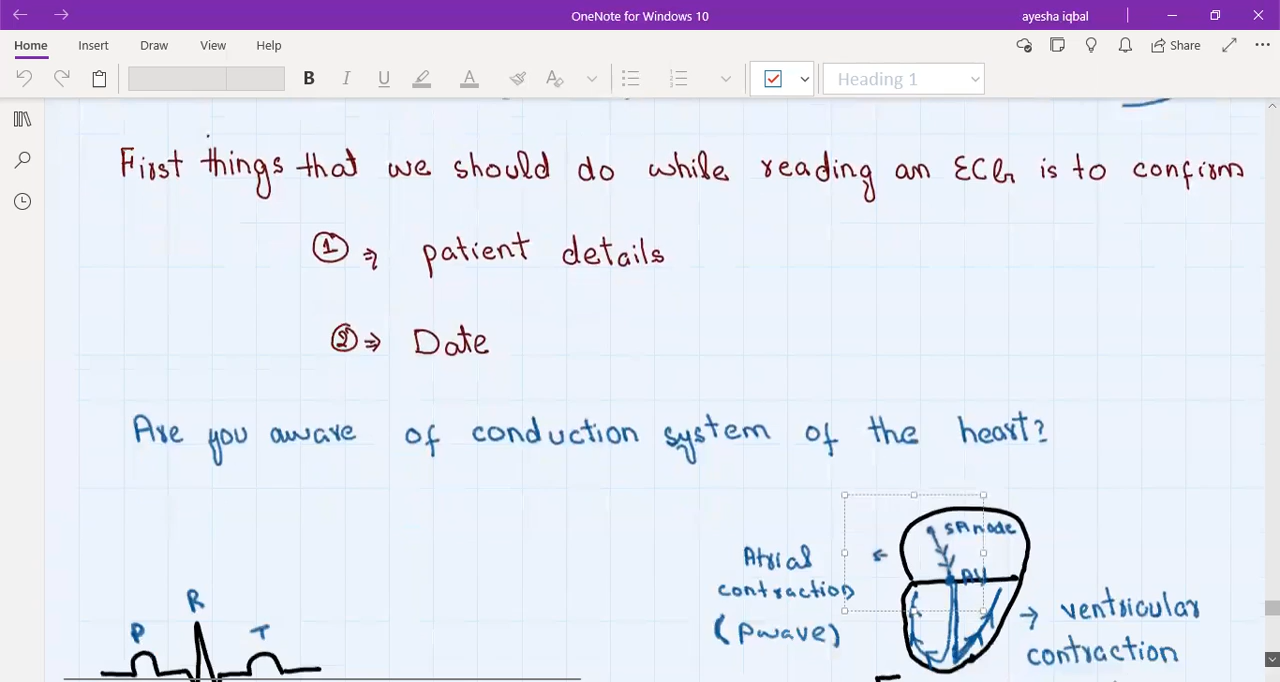 OneNote for Windows 10
ayesha iqbal
Home Insert Draw View Help
Share
B I U A Heading 1
First things that we should do while reading an ECG is to confirm
1 ⇒ patient details
2 ⇒ Date
Are you aware of conduction system of the heart?
SA node
AV
Atrial
contraction
(P wave)
→ ventricular
contraction
R
P T